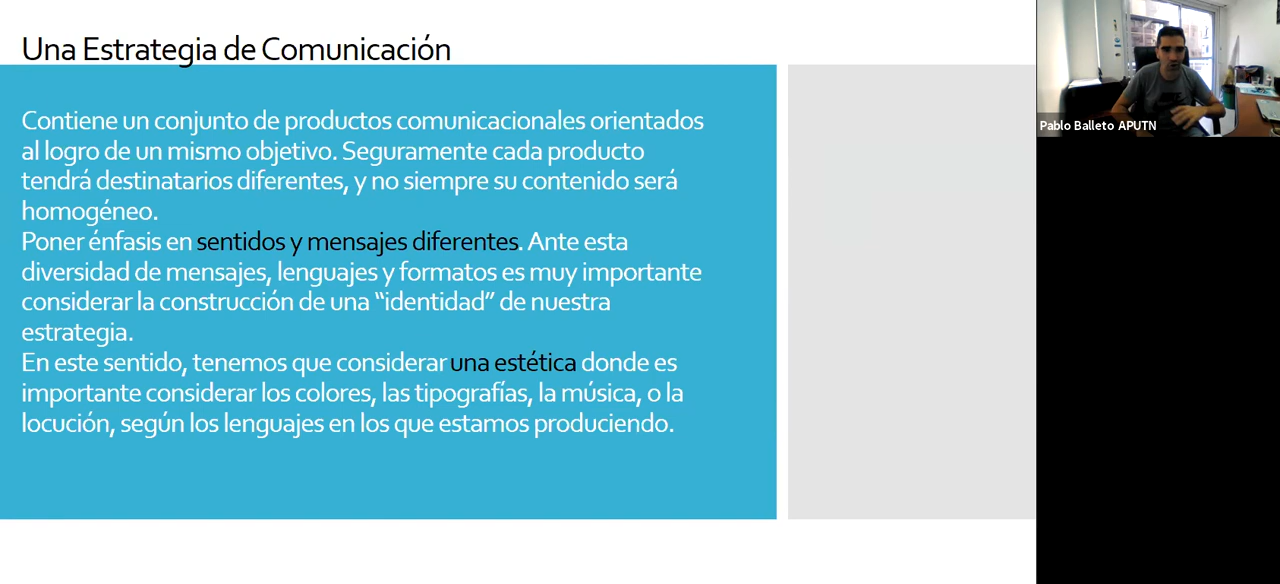 Una Estrategia de Comunicación
Contiene un conjunto de productos comunicacionales orientados
al logro de un mismo objetivo. Seguramente cada producto
tendrá destinatarios diferentes, y no siempre su contenido será
homogéneo.
Poner énfasis en sentidos y mensajes diferentes. Ante esta
diversidad de mensajes, lenguajes y formatos es muy importante
considerar la construcción de una “identidad” de nuestra
estrategia.
En este sentido, tenemos que considerar una estética donde es
importante considerar los colores, las tipografías, la música, o la
locución, según los lenguajes en los que estamos produciendo.
Pablo Balleto APUTN